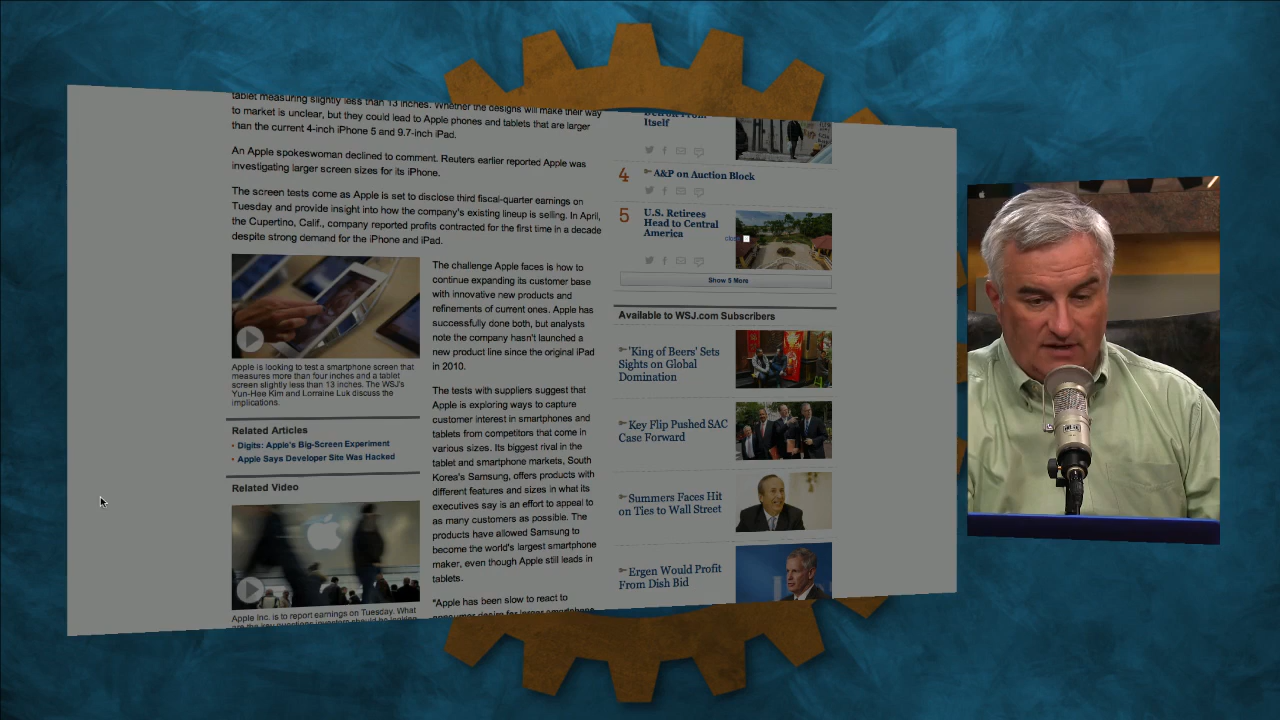 tablet measuring slightly less than 13 inches. Whether the designs will make their way
to market is unclear, but they could lead to Apple phones and tablets that are larger
than the current 4-inch iPhone 5 and 9.7-inch iPad.
An Apple spokeswoman declined to comment. Reuters earlier reported Apple was
investigating larger screen sizes for its iPhone.
The screen tests come as Apple is set to disclose third fiscal-quarter earnings on
Tuesday and provide insight into how the company's existing lineup is selling. In April,
the Cupertino, Calif., company reported profits contracted for the first time in a decade
despite strong demand for the iPhone and iPad.
Apple is looking to test a smartphone screen that
measures more than four inches and a tablet
screen slightly less than 13 inches. The WSJ's
Yun-Hee Kim and Lorraine Luk discuss the
implications.
Related Articles
Digits: Apple's Big-Screen Experiment
Apple Says Developer Site Was Hacked
Related Video
Apple Inc. is to report earnings on Tuesday. What
are the key questions investors should be looking
The challenge Apple faces is how to
continue expanding its customer base
with innovative new products and
refinements of current ones. Apple has
successfully done both, but analysts
note the company hasn't launched a
new product line since the original iPad
in 2010.
The tests with suppliers suggest that
Apple is exploring ways to capture
customer interest in smartphones and
tablets from competitors that come in
various sizes. Its biggest rival in the
tablet and smartphone markets, South
Korea's Samsung, offers products with
different features and sizes in what its
executives say is an effort to appeal to
as many customers as possible. The
products have allowed Samsung to
become the world's largest smartphone
maker, even though Apple still leads in
tablets.
"Apple has been slow to react to
consumer desire for larger smartphone
Detroit From
Itself
4
A&P on Auction Block
5
U.S. Retirees
Head to Central
America
close
Show 5 More
Available to WSJ.com Subscribers
'King of Beers' Sets
Sights on Global
Domination
Key Flip Pushed SAC
Case Forward
Summers Faces Hit
on Ties to Wall Street
Ergen Would Profit
From Dish Bid